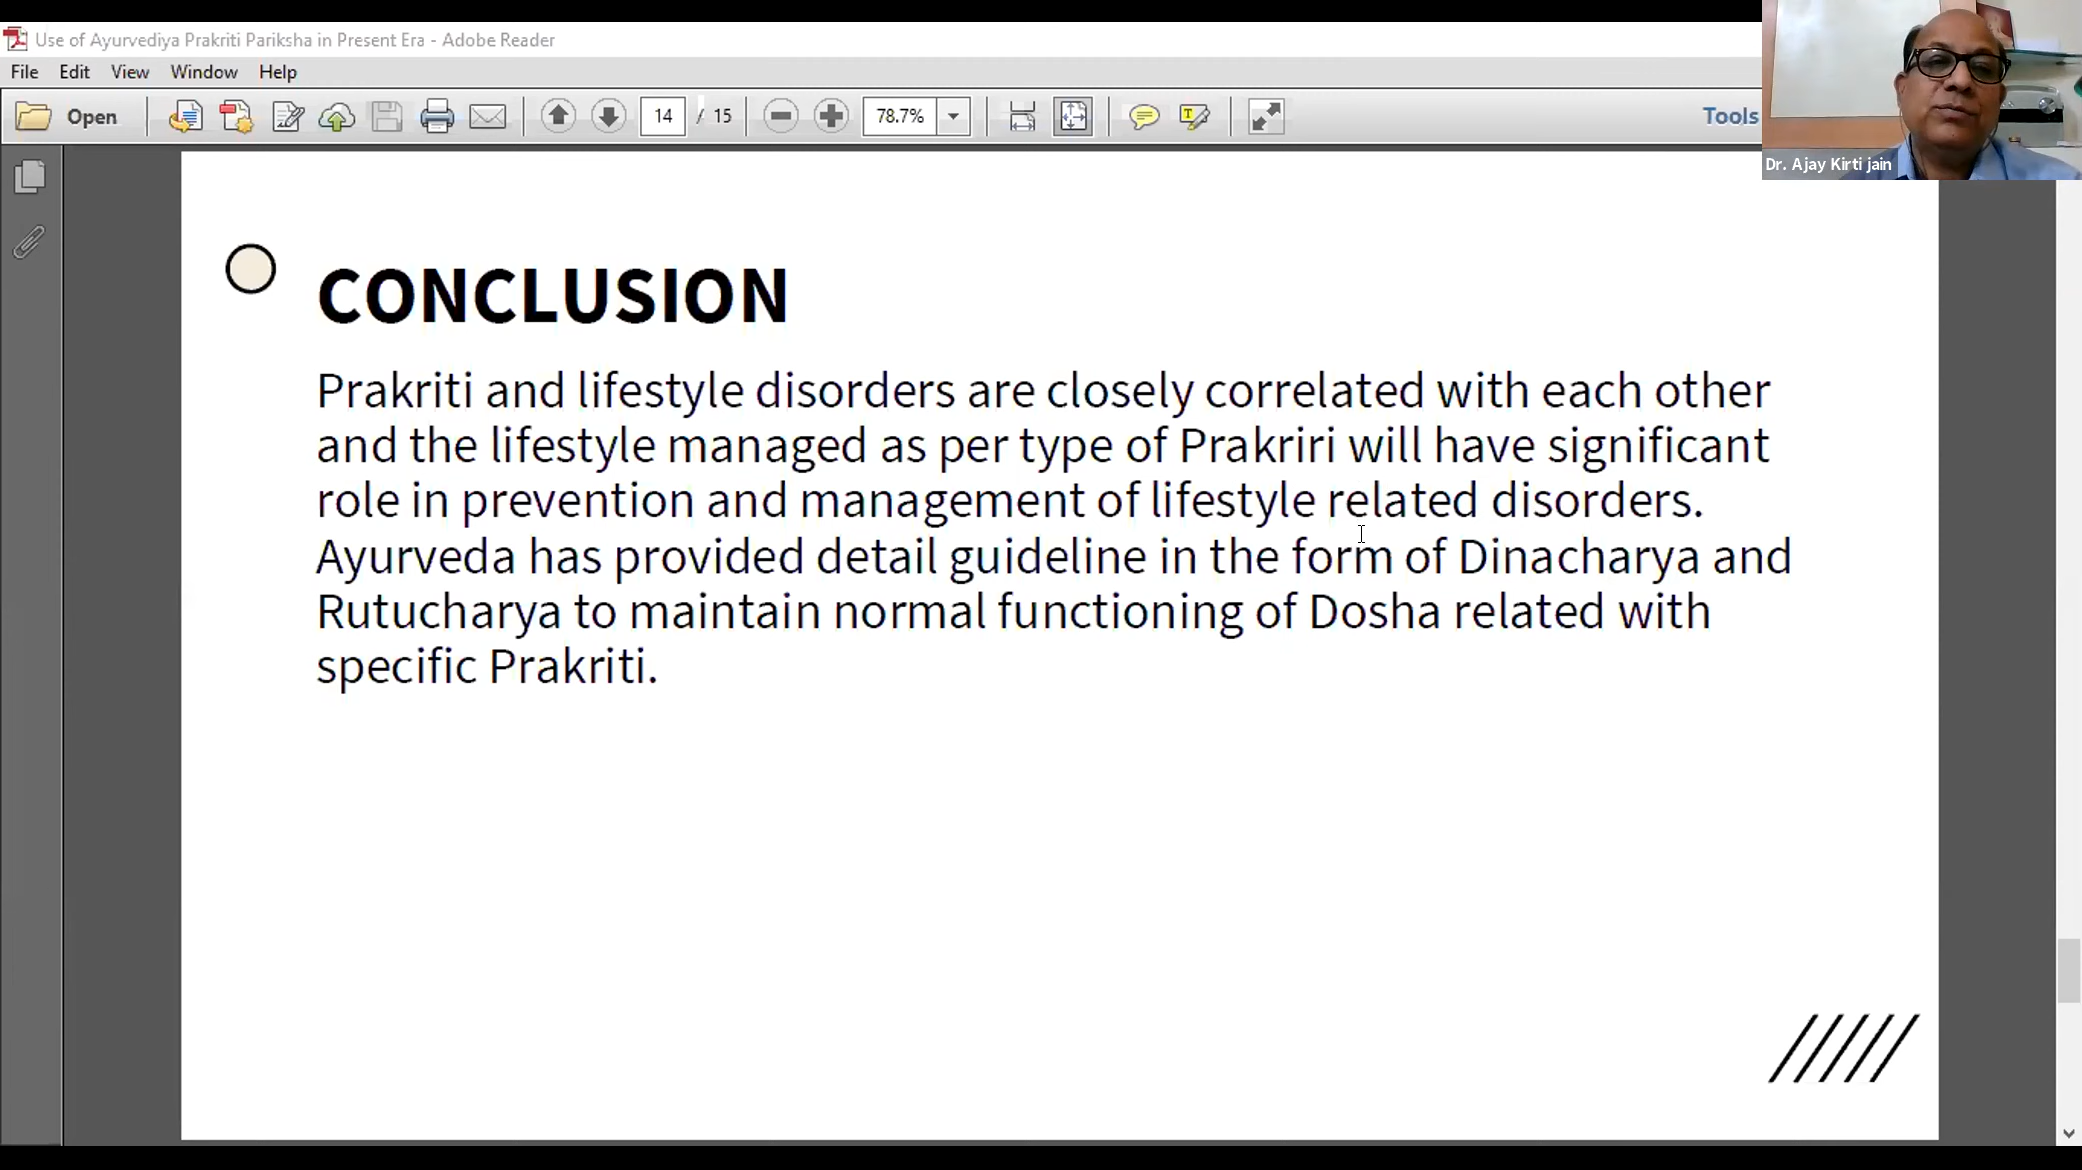 Use of Ayurvediya Prakriti Pariksha in Present Era - Adobe Reader
File Edit View Window Help
Open 14 / 15 78.7% Tools
Dr. Ajay Kirti jain
CONCLUSION
Prakriti and lifestyle disorders are closely correlated with each other
and the lifestyle managed as per type of Prakriri will have significant
role in prevention and management of lifestyle related disorders.
Ayurveda has provided detail guideline in the form of Dinacharya and
Rutucharya to maintain normal functioning of Dosha related with
specific Prakriti.